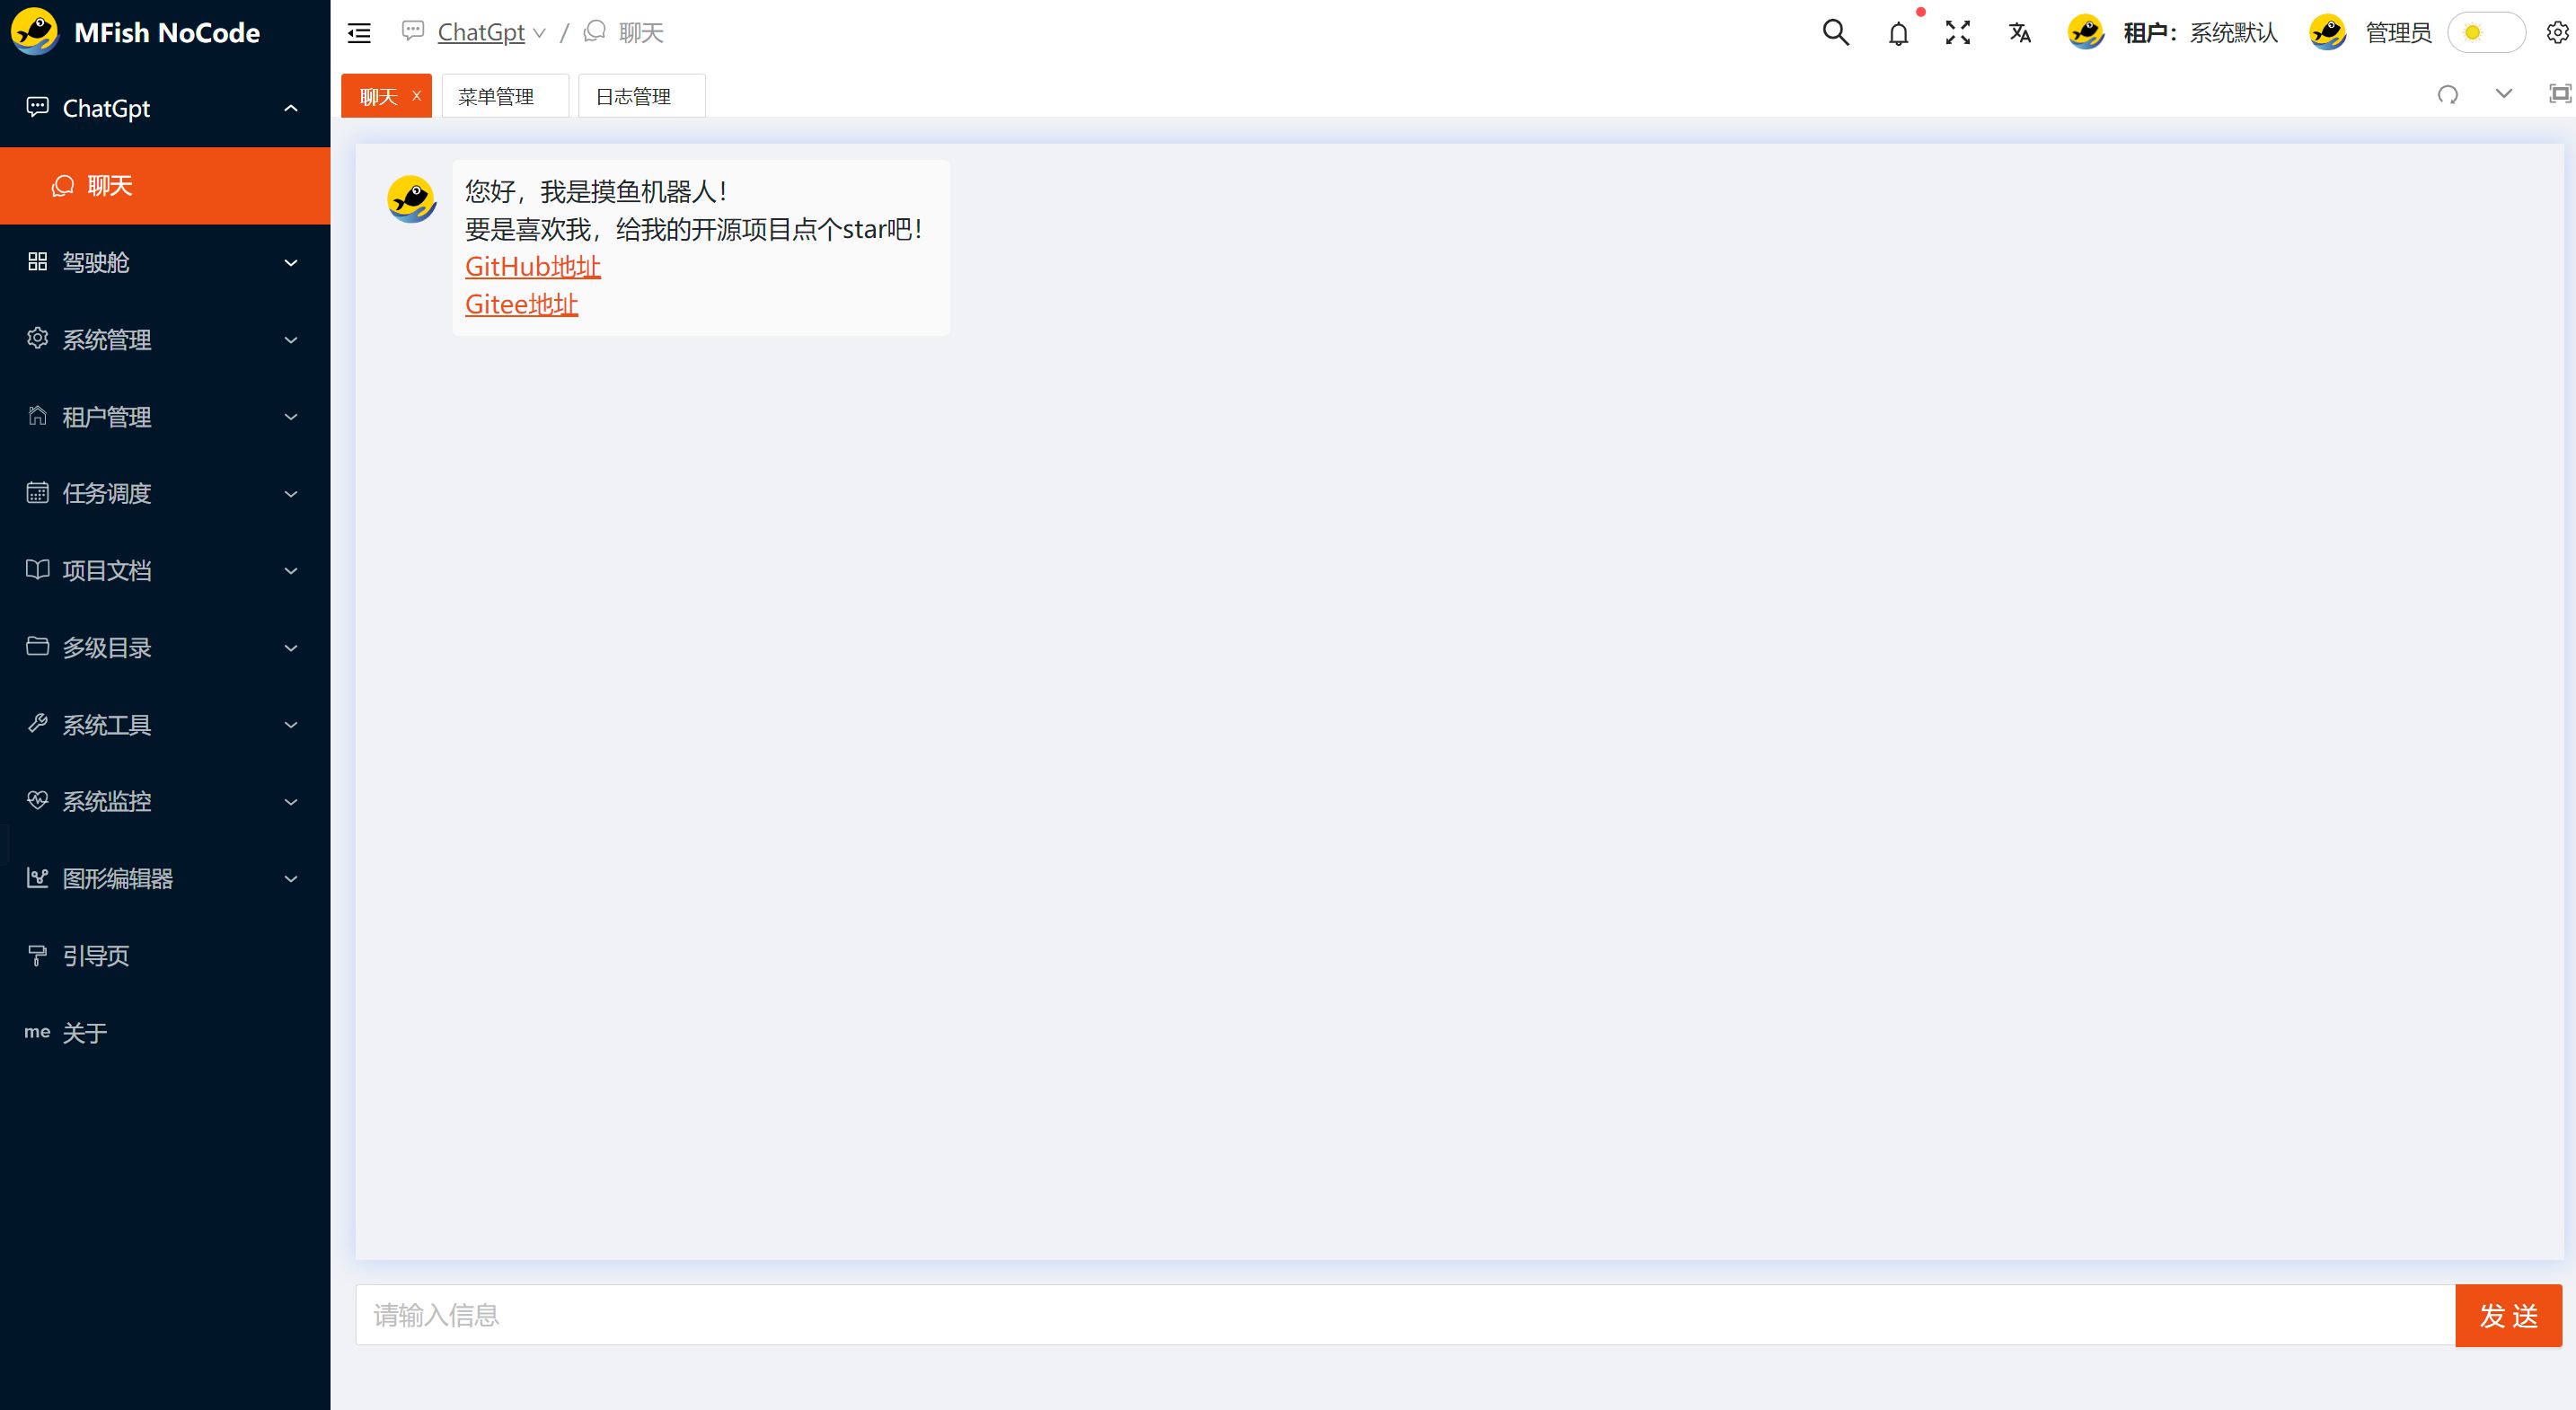 MFish NoCode
ChatGpt
聊天
驾驶舱
系统管理
租户管理
任务调度
项目文档
多级目录
系统工具
系统监控
图形编辑器
引导页
me 关于
ChatGpt / 聊天
租户：系统默认
管理员
聊天
菜单管理
日志管理
您好，我是摸鱼机器人！
要是喜欢我，给我的开源项目点个star吧！
GitHub地址
Gitee地址
请输入信息
发 送